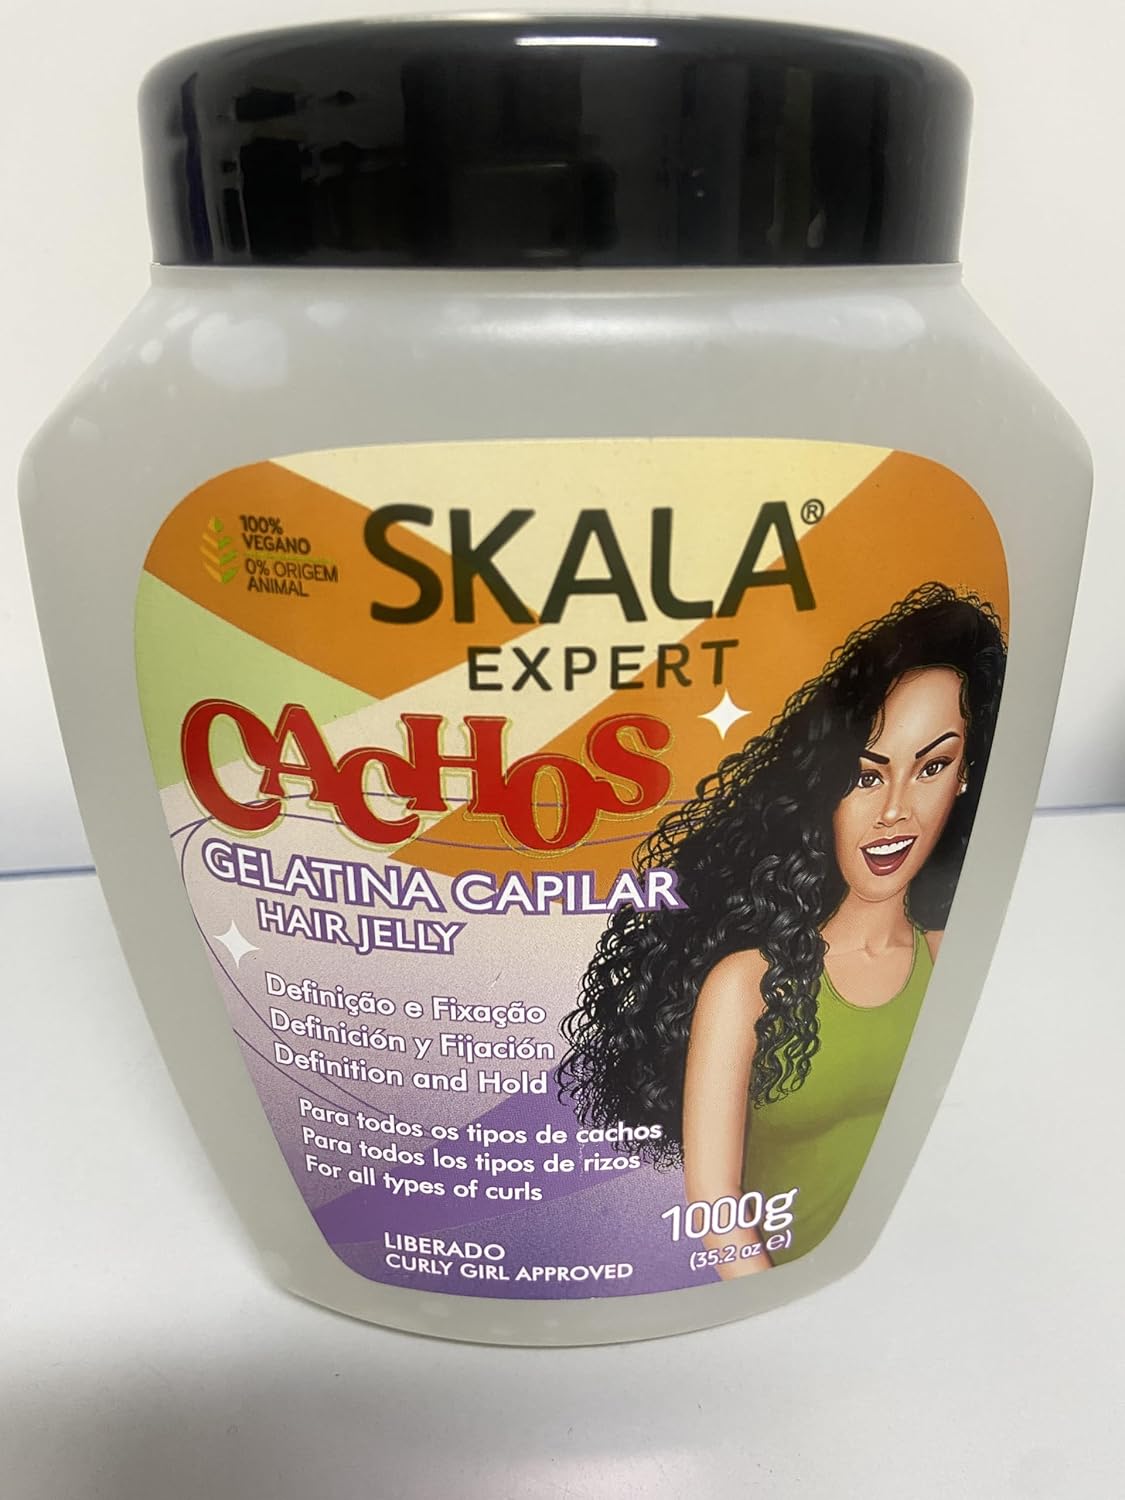 100%
VEGANO
0% ORIGEM
ANIMAL
SKALA®
EXPERT
CACHOS
GELATINA CAPILAR
HAIR JELLY
Definição e Fixação
Definición y Fijación
Definition and Hold
Para todos os tipos de cachos
Para todos los tipos de rizos
For all types of curls
1000g
(35.2 oz ℮)
LIBERADO
CURLY GIRL APPROVED